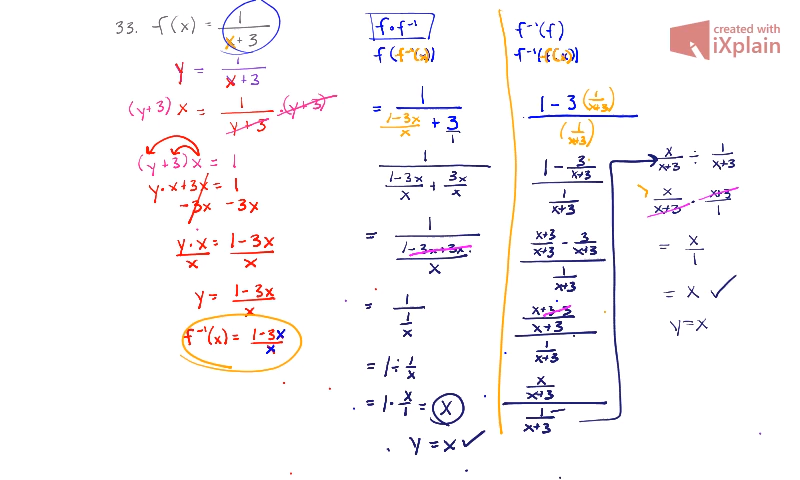 33. f(x) = 1/(x+3)
y = 1/(x+3)
(y+3) x = 1/(y+3) · (y+3)
(y+3)x = 1
y·x+3x = 1
-3x -3x
y·x/x = (1-3x)/x
y = (1-3x)/x
f⁻¹(x) = (1-3x)/x
f∘f⁻¹
f(f⁻¹(x))
= 1/((1-3x)/x + 3/1)
1/((1-3x)/x + 3x/x)
= 1/((1-3x+3x)/x)
= 1/(1/x)
= 1÷1/x
= 1·x/1 = x
y=x ✓
f⁻¹(f)
f⁻¹(f(x))
(1-3(1/(x+3)))/(1/(x+3))
(1 - 3/(x+3))/(1/(x+3))
((x+3)/(x+3) - 3/(x+3))/(1/(x+3))
((x+3-3)/(x+3))/(1/(x+3))
(x/(x+3))/(1/(x+3))
x/(x+3) ÷ 1/(x+3)
x/(x+3) · (x+3)/1
= x/1
= x ✓
y=x
created with
iXplain